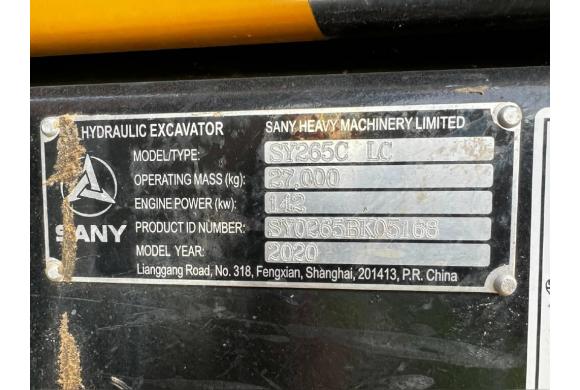 HYDRAULIC EXCAVATOR SANY HEAVY MACHINERY LIMITED
MODEL/TYPE: SY265C LC
OPERATING MASS (kg): 27,000
ENGINE POWER (kw): 142
PRODUCT ID NUMBER: SY0265BK05168
SANY
MODEL YEAR: 2020
Lianggang Road, No. 318, Fengxian, Shanghai, 201413, P.R. China